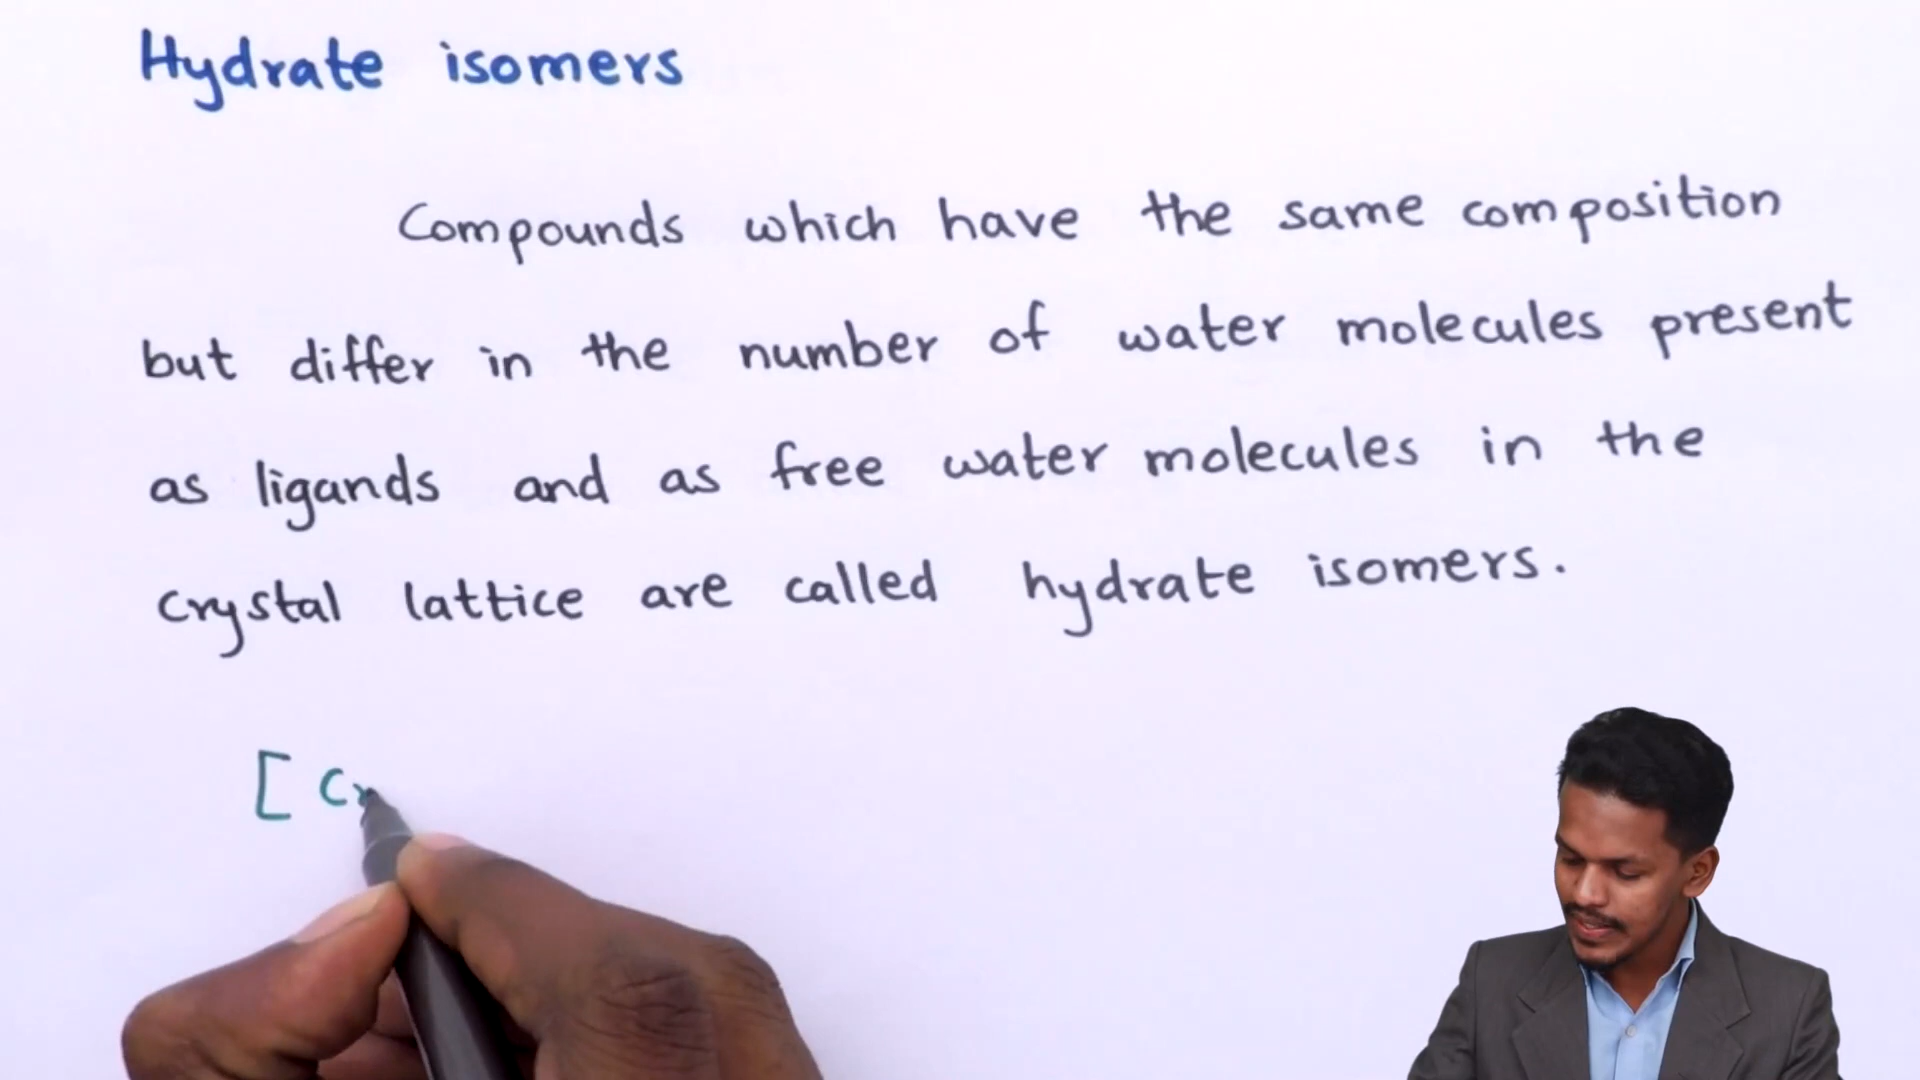 Hydrate isomers
Compounds which have the same composition
but differ in the number of water molecules present
as ligands and as free water molecules in the
crystal lattice are called hydrate isomers.
[ Cr